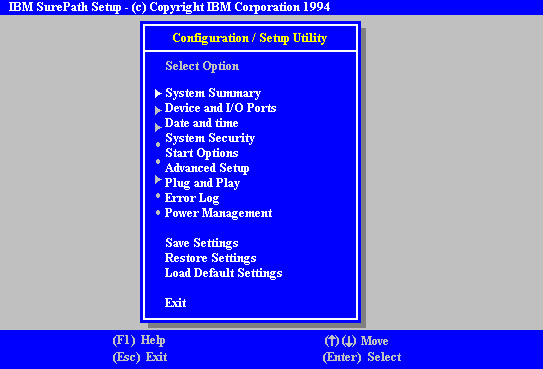 IBM SurePath Setup - (c) Copyright IBM Corporation 1994
Configuration / Setup Utility
Select Option
▶ System Summary
▶ Device and I/O Ports
▶ Date and time
• System Security
• Start Options
Advanced Setup
▶ Plug and Play
• Error Log
• Power Management
Save Settings
Restore Settings
Load Default Settings
Exit
(F1) Help
(↑)(↓) Move
(Esc) Exit
(Enter) Select